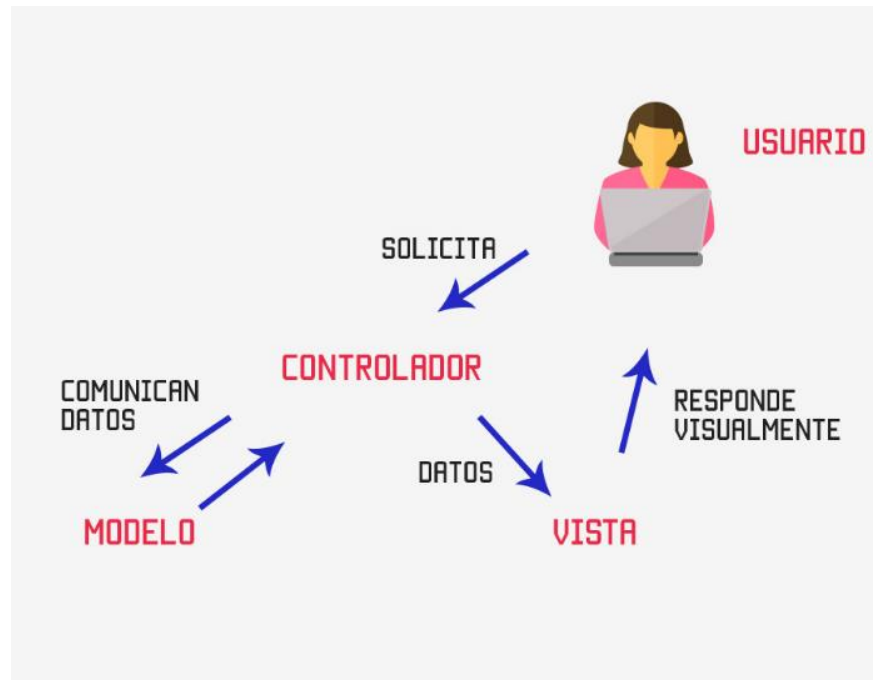 USUARIO
SOLICITA
CONTROLADOR
COMUNICAN
DATOS
RESPONDE
VISUALMENTE
DATOS
MODELO
VISTA